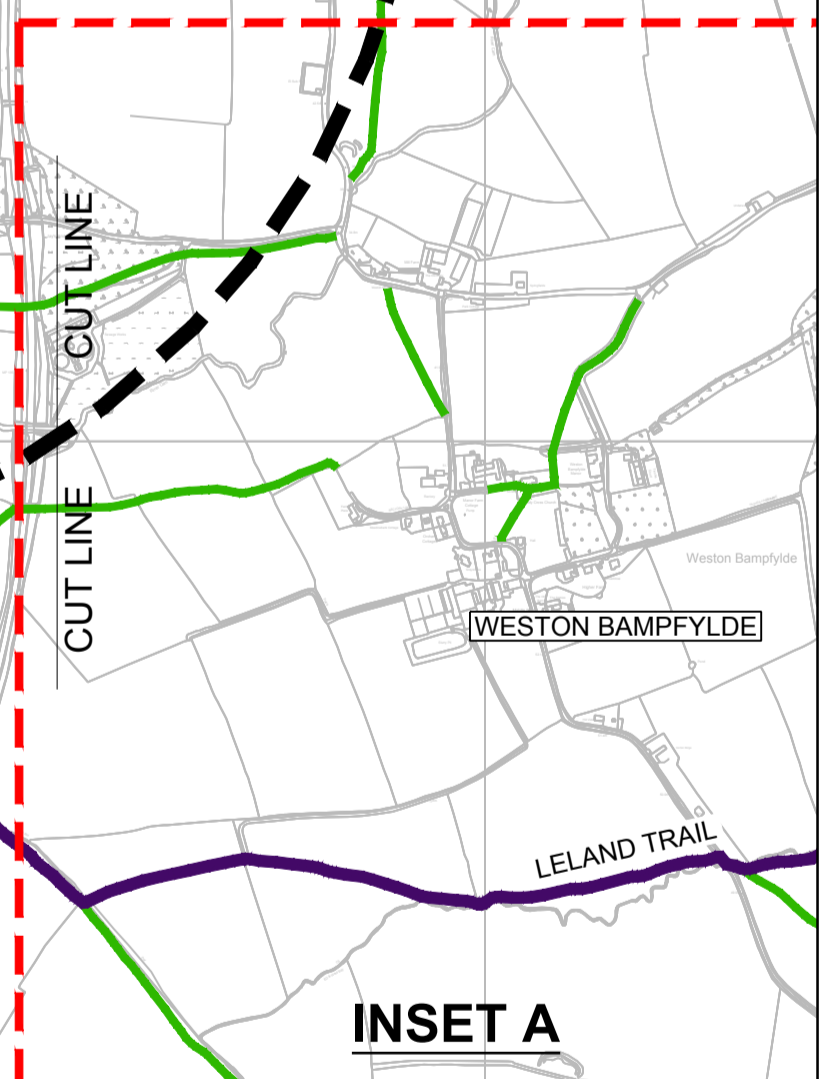 CUT LINE
CUT LINE
Weston Bampfylde
WESTON BAMPFYLDE
LELAND TRAIL
INSET A